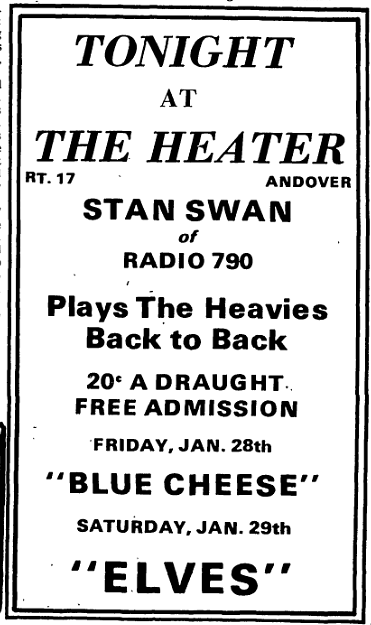 TONIGHT
AT
THE HEATER
RT. 17 ANDOVER
STAN SWAN
of
RADIO 790
Plays The Heavies
Back to Back
20¢ A DRAUGHT
FREE ADMISSION
FRIDAY, JAN. 28th
"BLUE CHEESE"
SATURDAY, JAN. 29th
"ELVES"